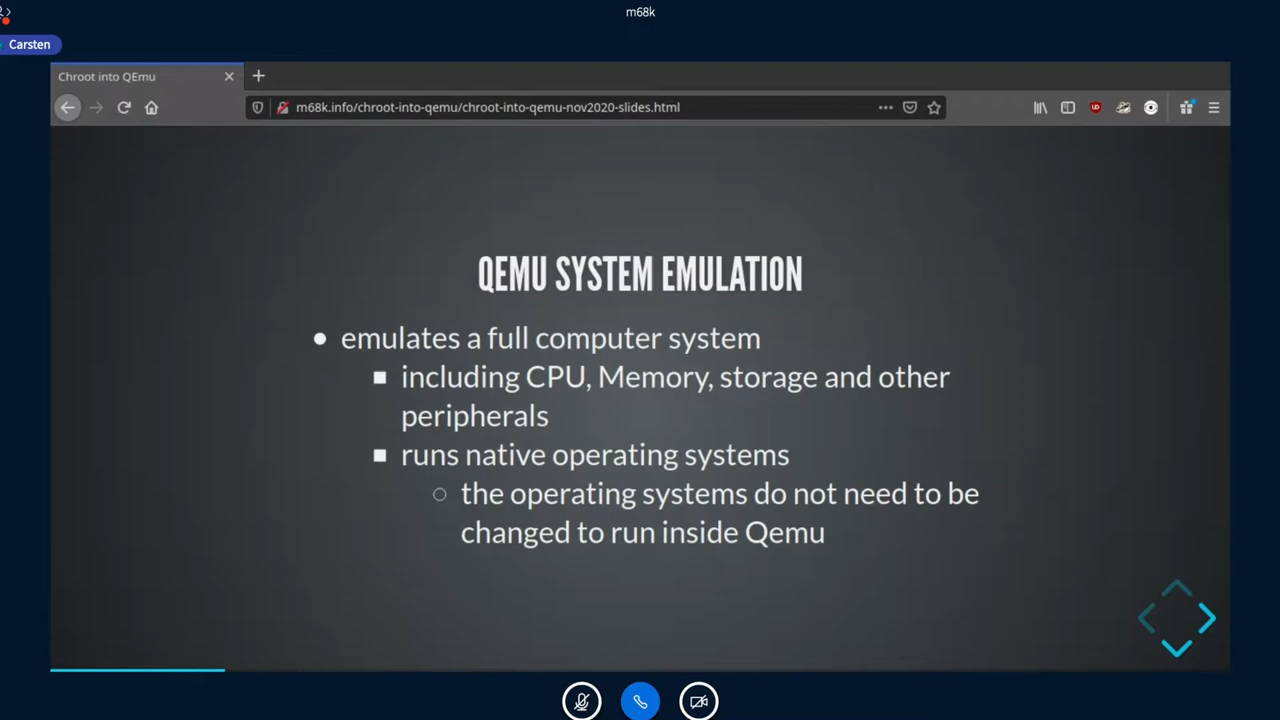 m68k
Carsten
Chroot into QEmu
m68k.info/chroot-into-qemu/chroot-into-qemu-nov2020-slides.html
QEMU SYSTEM EMULATION
emulates a full computer system
including CPU, Memory, storage and other
peripherals
runs native operating systems
the operating systems do not need to be
changed to run inside Qemu